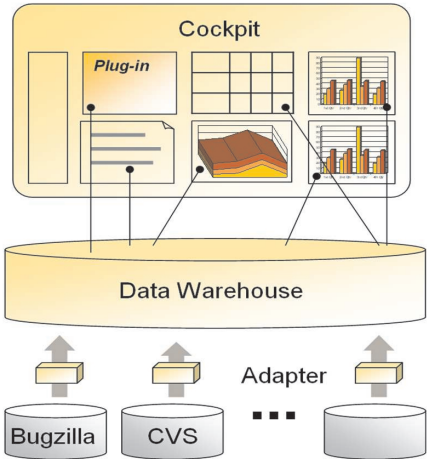 Cockpit
Plug-in
Data Warehouse
Adapter
Bugzilla
CVS